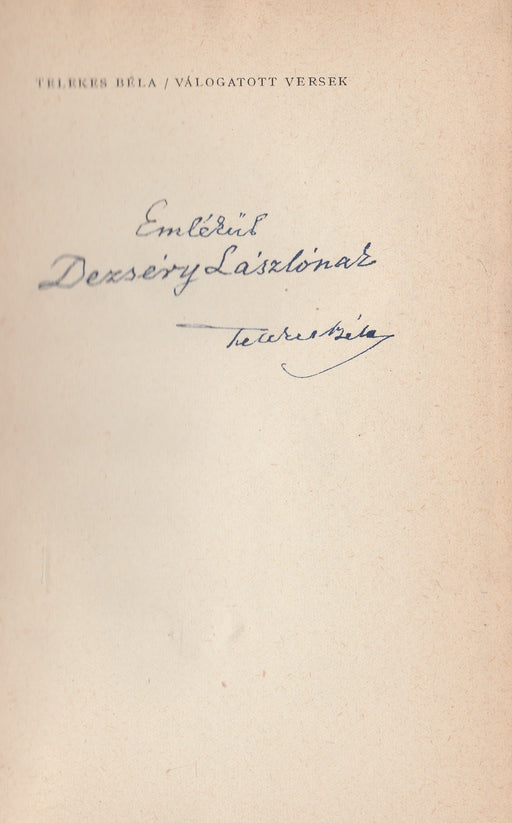 TELEKES BÉLA / VÁLOGATOTT VERSEK
Emlékül
Dezséry Lászlónak
Telekes Béla